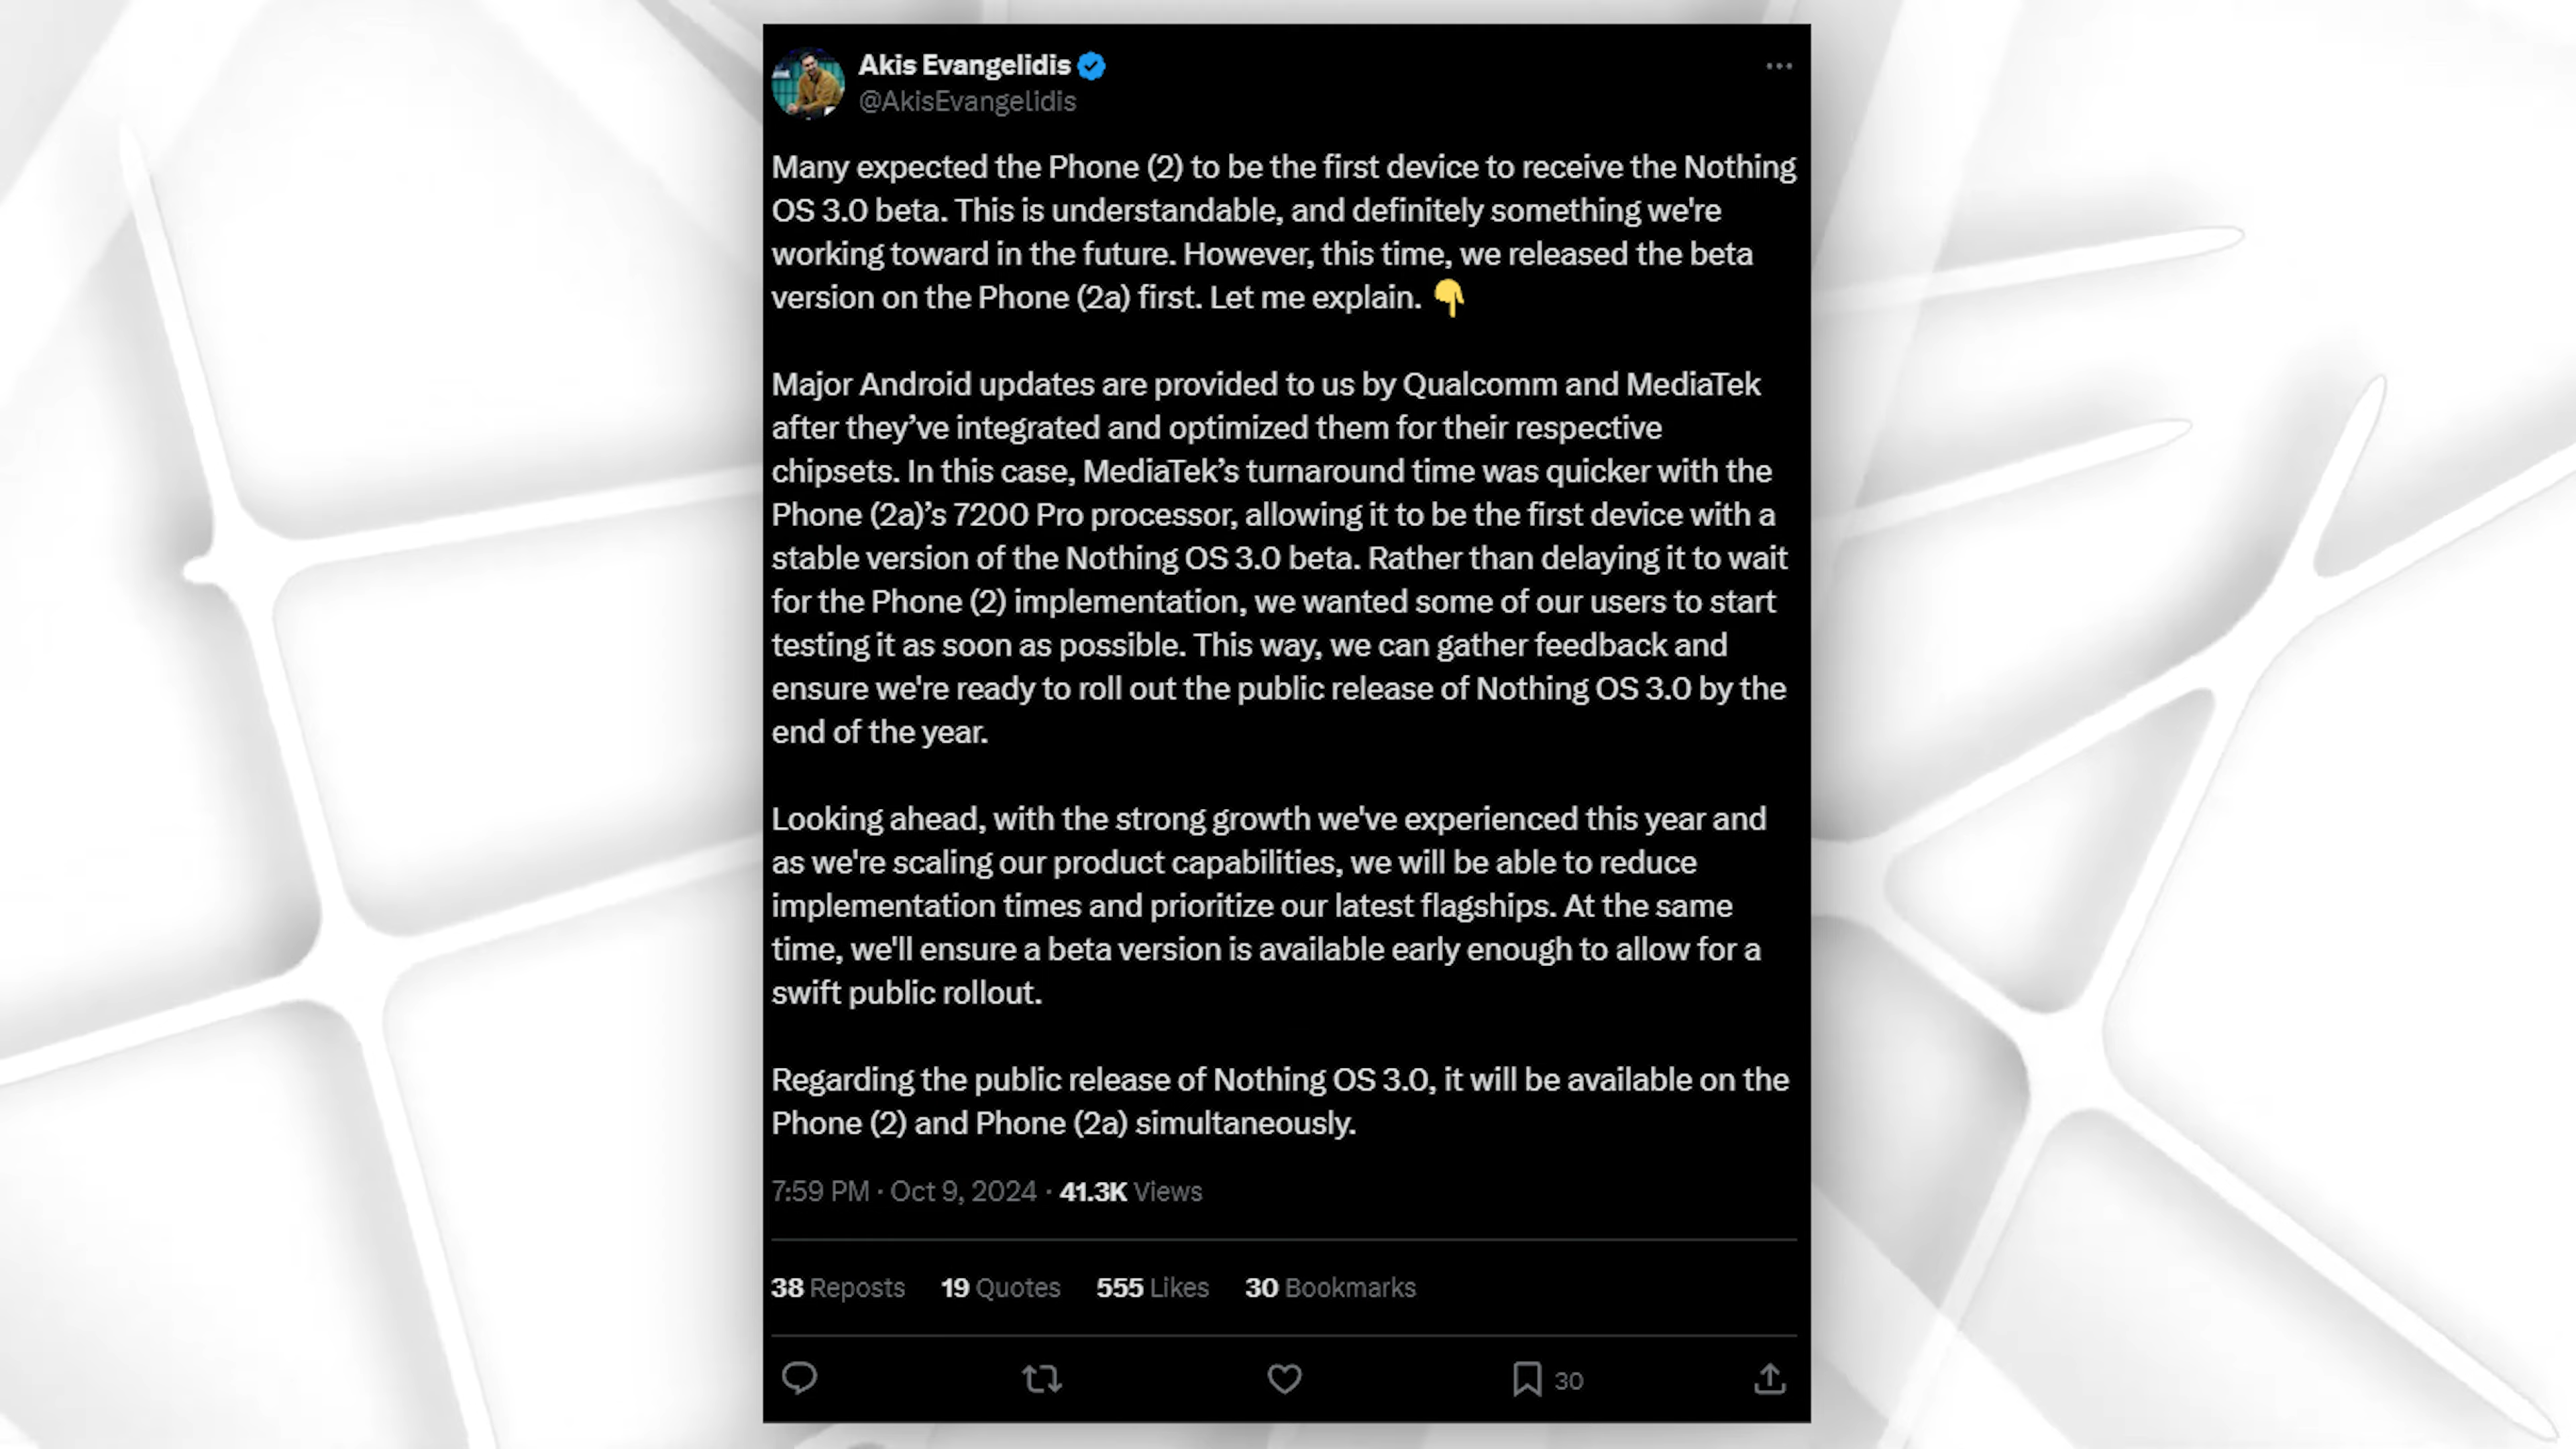 Akis Evangelidis
@AkisEvangelidis
Many expected the Phone (2) to be the first device to receive the Nothing
OS 3.0 beta. This is understandable, and definitely something we're
working toward in the future. However, this time, we released the beta
version on the Phone (2a) first. Let me explain. 👇
Major Android updates are provided to us by Qualcomm and MediaTek
after they’ve integrated and optimized them for their respective
chipsets. In this case, MediaTek’s turnaround time was quicker with the
Phone (2a)’s 7200 Pro processor, allowing it to be the first device with a
stable version of the Nothing OS 3.0 beta. Rather than delaying it to wait
for the Phone (2) implementation, we wanted some of our users to start
testing it as soon as possible. This way, we can gather feedback and
ensure we're ready to roll out the public release of Nothing OS 3.0 by the
end of the year.
Looking ahead, with the strong growth we've experienced this year and
as we're scaling our product capabilities, we will be able to reduce
implementation times and prioritize our latest flagships. At the same
time, we'll ensure a beta version is available early enough to allow for a
swift public rollout.
Regarding the public release of Nothing OS 3.0, it will be available on the
Phone (2) and Phone (2a) simultaneously.
7:59 PM · Oct 9, 2024 · 41.3K Views
38 Reposts 19 Quotes 555 Likes 30 Bookmarks
30